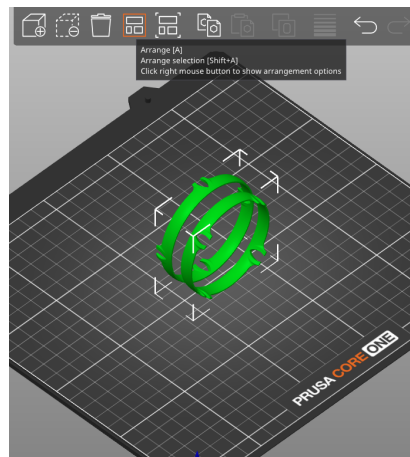 Arrange [A]
Arrange selection [Shift+A]
Click right mouse button to show arrangement options
PRUSA CORE ONE